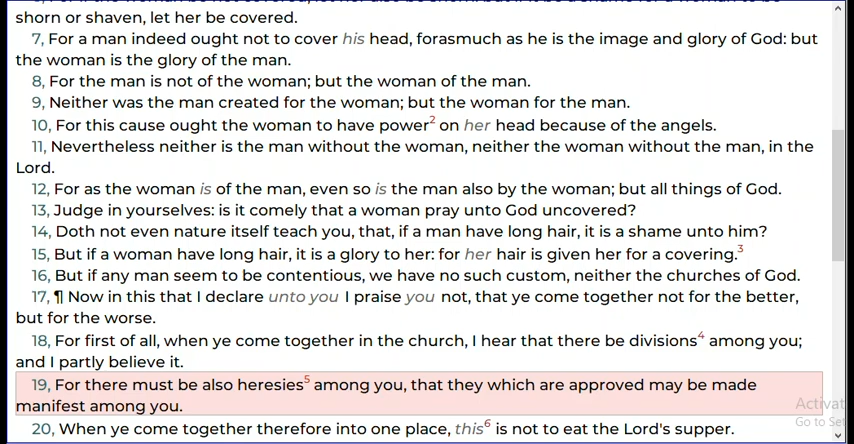 shorn or shaven, let her be covered.
7, For a man indeed ought not to cover his head, forasmuch as he is the image and glory of God: but
the woman is the glory of the man.
8, For the man is not of the woman; but the woman of the man.
9, Neither was the man created for the woman; but the woman for the man.
10, For this cause ought the woman to have power2 on her head because of the angels.
11, Nevertheless neither is the man without the woman, neither the woman without the man, in the
Lord.
12, For as the woman is of the man, even so is the man also by the woman; but all things of God.
13, Judge in yourselves: is it comely that a woman pray unto God uncovered?
14, Doth not even nature itself teach you, that, if a man have long hair, it is a shame unto him?
15, But if a woman have long hair, it is a glory to her: for her hair is given her for a covering.3
16, But if any man seem to be contentious, we have no such custom, neither the churches of God.
17, ¶ Now in this that I declare unto you I praise you not, that ye come together not for the better,
but for the worse.
18, For first of all, when ye come together in the church, I hear that there be divisions4 among you;
and I partly believe it.
19, For there must be also heresies5 among you, that they which are approved may be made
manifest among you.
20, When ye come together therefore into one place, this6 is not to eat the Lord's supper.
Activat
Go to Set